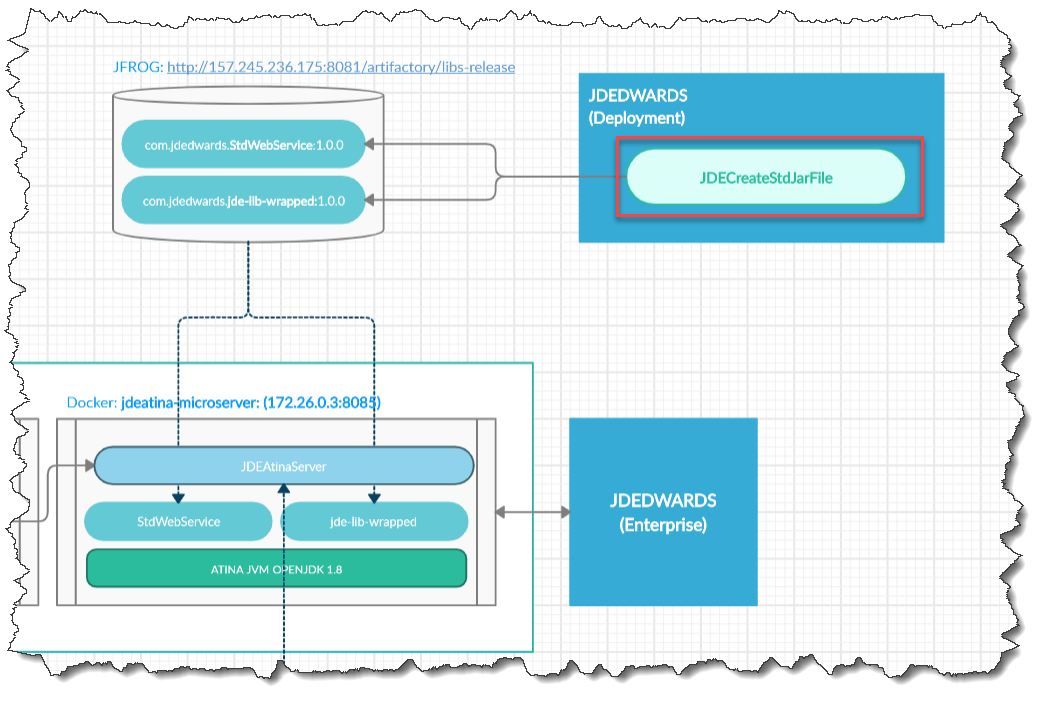 JFROG: http://157.245.236.175:8081/artifactory/libs-release
JDEDWARDS
(Deployment)
com.jdedwards.StdWebService:1.0.0
JDECreateStdJarFile
com.jdedwards.jde-lib-wrapped:1.0.0
Docker: jdeatina-microserver: (172.26.0.3:8085)
JDEAtinaServer
StdWebService
jde-lib-wrapped
JDEDWARDS
(Enterprise)
ATINA JVM OPENJDK 1.8